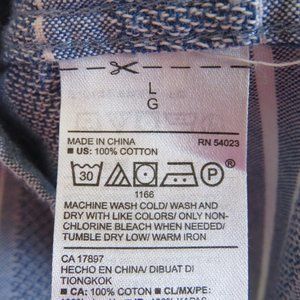 L
G
MADE IN CHINA RN 54023
■ US: 100% COTTON
30 P
1166
MACHINE WASH COLD/ WASH AND
DRY WITH LIKE COLORS/ ONLY NON-
CHLORINE BLEACH WHEN NEEDED/
TUMBLE DRY LOW/ WARM IRON
CA 17897
HECHO EN CHINA/ DIBUAT DI
TIONGKOK
■ CA: 100% COTTON ■ CL/MX/PE: